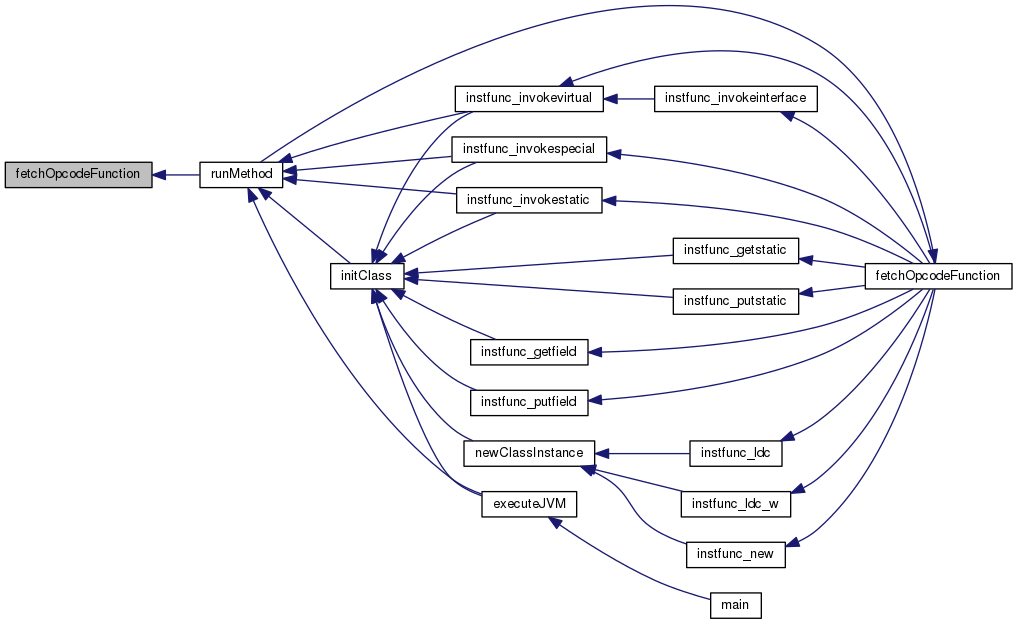 fetchOpcodeFunction
runMethod
instfunc_invokevirtual
instfunc_invokeinterface
instfunc_invokespecial
instfunc_invokestatic
initClass
instfunc_getstatic
fetchOpcodeFunction
instfunc_putstatic
instfunc_getfield
instfunc_putfield
newClassInstance
instfunc_ldc
executeJVM
instfunc_ldc_w
instfunc_new
main